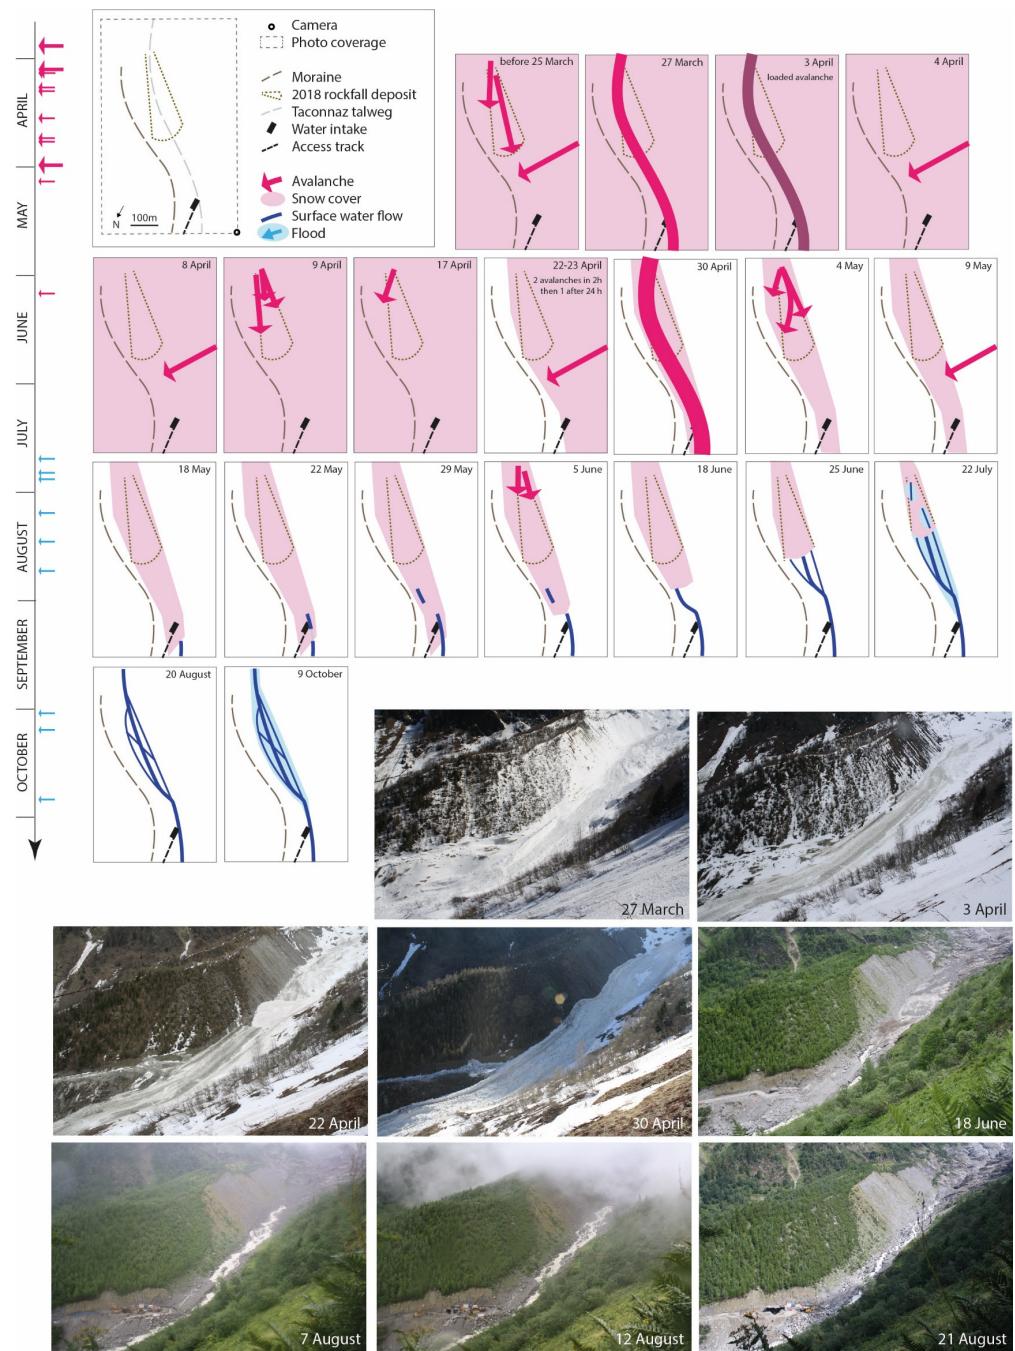 Camera
Photo coverage
Moraine
2018 rockfall deposit
Taconnaz talweg
Water intake
Access track
Avalanche
Snow cover
Surface water flow
Flood
N
100m
APRIL
MAY
JUNE
JULY
AUGUST
SEPTEMBER
OCTOBER
before 25 March
27 March
3 April
loaded avalanche
4 April
8 April
9 April
17 April
22-23 April
2 avalanches in 2h
then 1 after 24 h
30 April
4 May
9 May
18 May
22 May
29 May
5 June
18 June
25 June
22 July
20 August
9 October
27 March
3 April
22 April
30 April
18 June
7 August
12 August
21 August